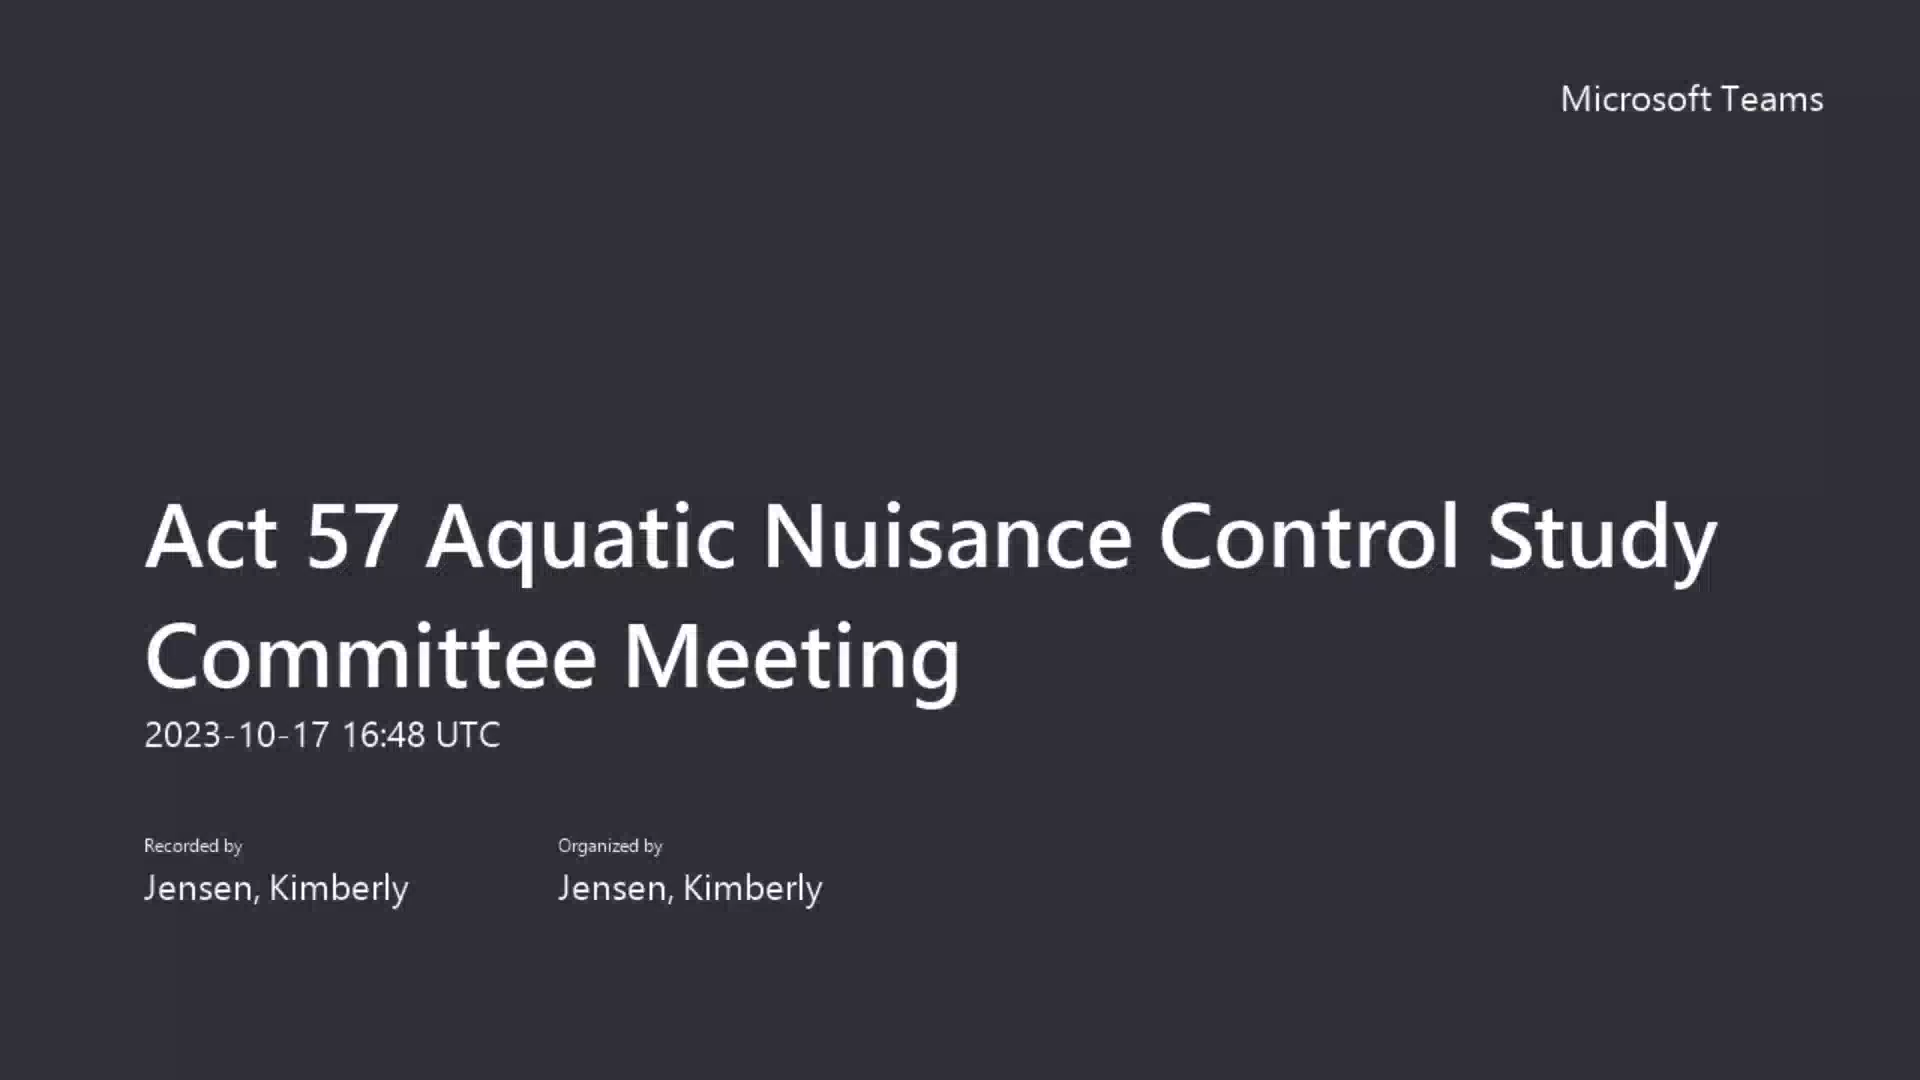 Microsoft Teams
Act 57 Aquatic Nuisance Control Study
Committee Meeting
2023-10-17 16:48 UTC
Recorded by
Jensen, Kimberly
Organized by
Jensen, Kimberly